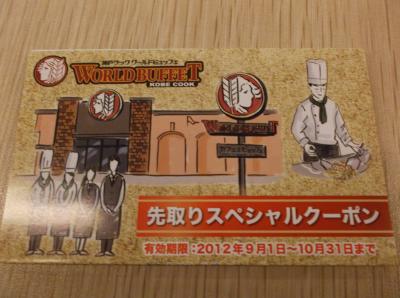 神戸クック ワールドビュッフェ
WORLD BUFFET
KOBE COOK
WORLD BUFFET
先取りスペシャルクーポン
有効期限:2012年9月1日~10月31日まで